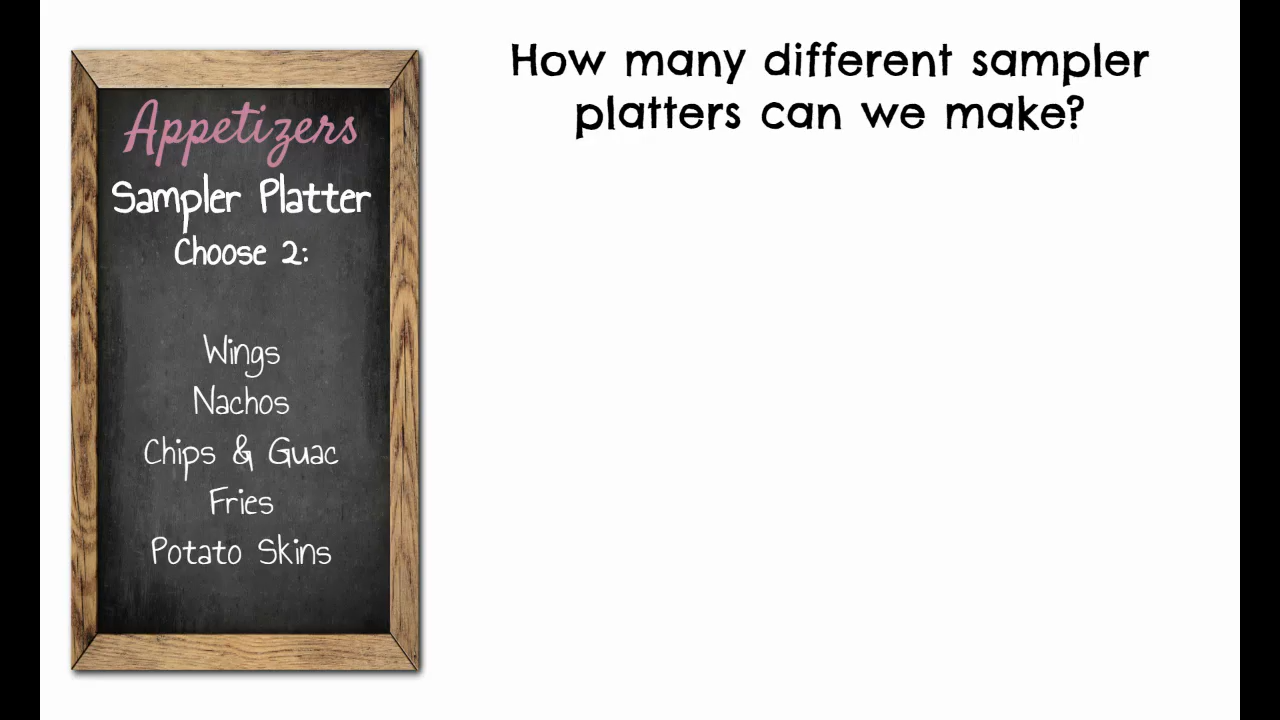 How many different sampler
platters can we make?
Appetizers
Sampler Platter
Choose 2:
Wings
Nachos
Chips & Guac
Fries
Potato Skins